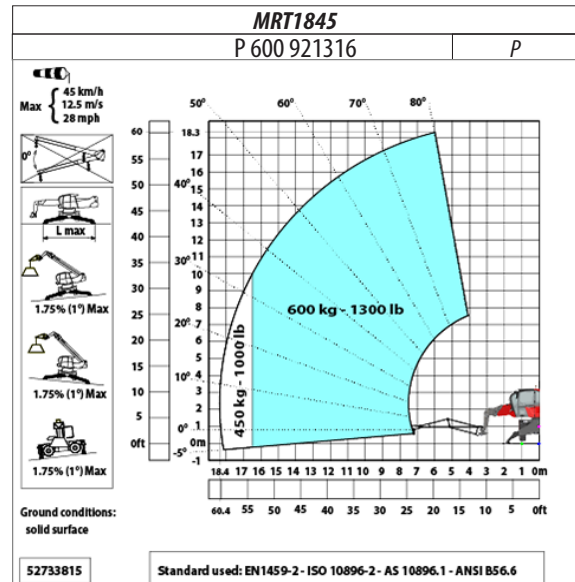 MRT1845
P 600 921316 P
Max
45 km/h
12.5 m/s
28 mph
0°
L max
1.75% (1°) Max
1.75% (1°) Max
1.75% (1°) Max
Ground conditions:
solid surface
50° 60° 70° 80°
40°
30°
20°
10°
0°
-5°
60
55
50
45
40
35
30
25
20
15
10
5
0ft
18.3
17
16
15
14
13
12
11
10
9
8
7
6
5
4
3
2
1
0m
-1
600 kg - 1300 lb
450 kg - 1000 lb
18.4 17 16 15 14 13 12 11 10 9 8 7 6 5 4 3 2 1 0m
60.4 55 50 45 40 35 30 25 20 15 10 5 0ft
52733815
Standard used: EN1459-2 - ISO 10896-2 - AS 10896.1 - ANSI B56.6